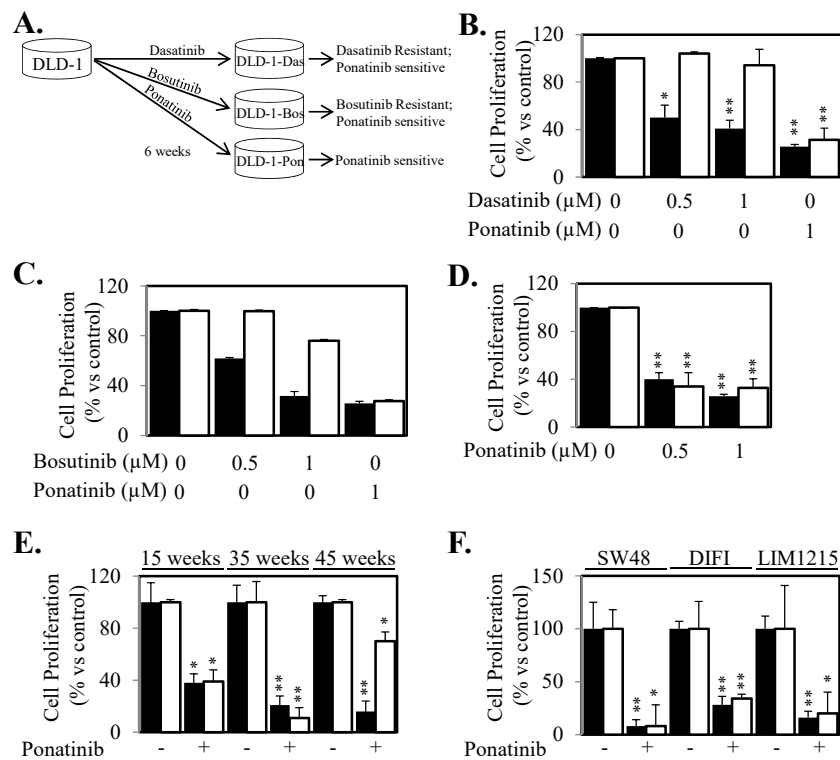 A.
DLD-1
Dasatinib
Bosutinib
Ponatinib
6 weeks
DLD-1-Das
DLD-1-Bos
DLD-1-Pon
Dasatinib Resistant;
Ponatinib sensitive
Bosutinib Resistant;
Ponatinib sensitive
Ponatinib sensitive
B.
Cell Proliferation
(% vs control)
120
80
40
0
*
**
**
**
Dasatinib (µM) 0 0.5 1 0
Ponatinib (µM) 0 0 0 1
C.
Cell Proliferation
(% vs control)
120
80
40
0
Bosutinib (µM) 0 0.5 1 0
Ponatinib (µM) 0 0 0 1
D.
Cell Proliferation
(% vs control)
120
80
40
0
**
**
**
**
Ponatinib (µM) 0 0.5 1
E.
15 weeks 35 weeks 45 weeks
Cell Proliferation
(% vs control)
120
80
40
0
* *
** **
** *
Ponatinib - + - + - +
F.
SW48 DIFI LIM1215
Cell Proliferation
(% vs control)
150
100
50
0
** *
** **
** *
Ponatinib - + - + - +